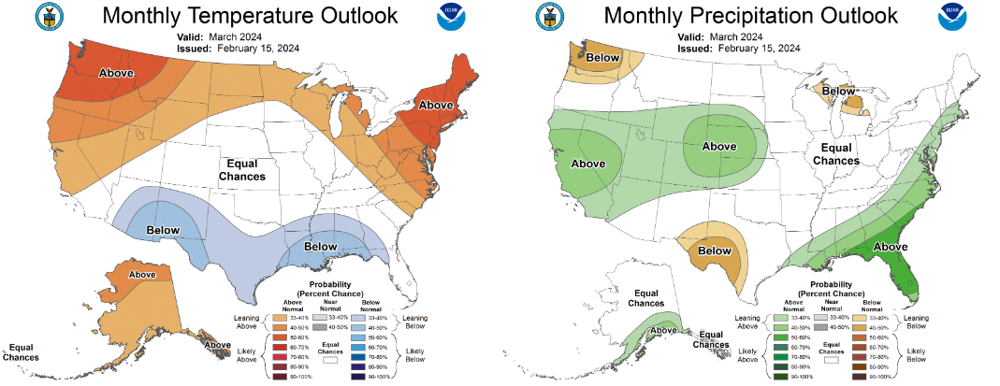 Monthly Temperature Outlook
noaa
Valid: March 2024
Issued: February 15, 2024
Above
Above
Equal
Chances
Below
Below
Above
Above
Equal
Chances
Probability
(Percent Chance)
Above Normal
Near Normal
Below Normal
Leaning Above
Likely Above
33-40%
40-50%
50-60%
60-70%
70-80%
80-90%
90-100%
33-40%
40-50%
Equal Chances
33-40%
40-50%
50-60%
60-70%
70-80%
80-90%
90-100%
Leaning Below
Likely Below
Monthly Precipitation Outlook
noaa
Valid: March 2024
Issued: February 15, 2024
Below
Below
Above
Above
Equal
Chances
Below
Above
Equal
Chances
Above
Equal
Chances
Probability
(Percent Chance)
Above Normal
Near Normal
Below Normal
Leaning Above
Likely Above
33-40%
40-50%
50-60%
60-70%
70-80%
80-90%
90-100%
33-40%
40-50%
Equal Chances
33-40%
40-50%
50-60%
60-70%
70-80%
80-90%
90-100%
Leaning Below
Likely Below